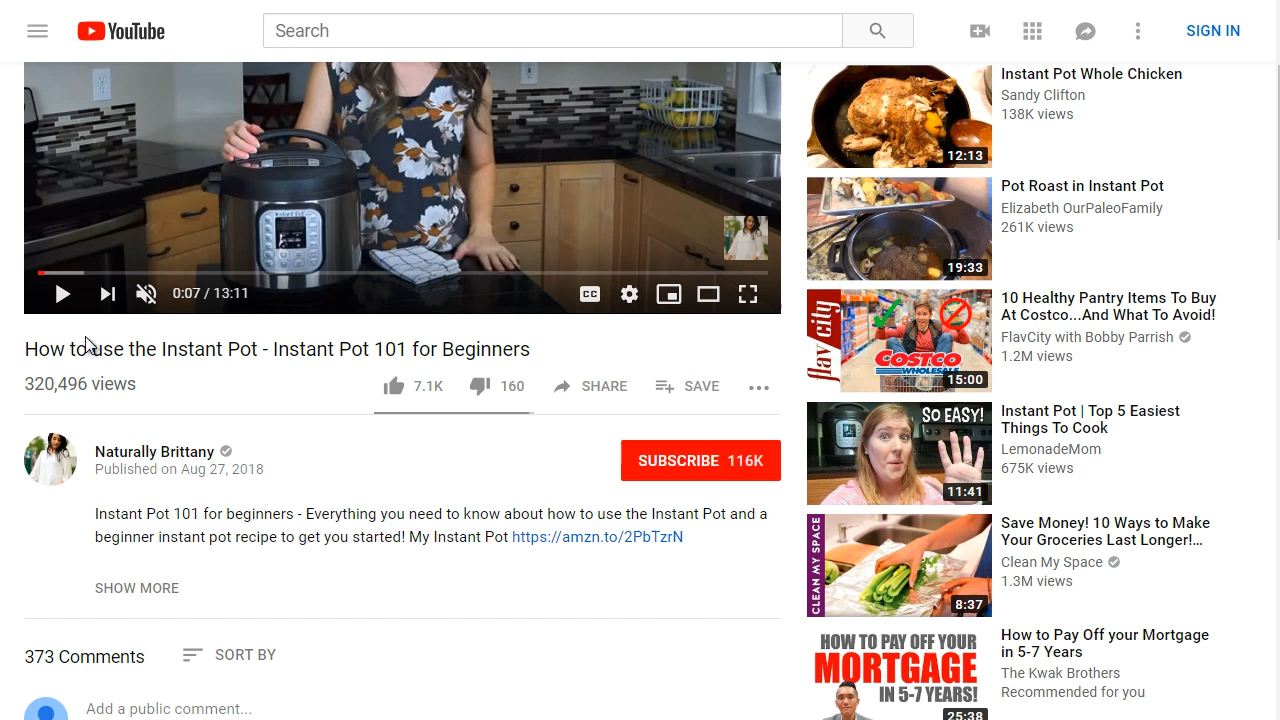 YouTube
Search
SIGN IN
0:07 / 13:11
CC
How to use the Instant Pot - Instant Pot 101 for Beginners
320,496 views
7.1K
160
SHARE
SAVE
Naturally Brittany
Published on Aug 27, 2018
SUBSCRIBE 116K
Instant Pot 101 for beginners - Everything you need to know about how to use the Instant Pot and a
beginner instant pot recipe to get you started! My Instant Pot https://amzn.to/2PbTzrN
SHOW MORE
373 Comments
SORT BY
Add a public comment...
12:13
Instant Pot Whole Chicken
Sandy Clifton
138K views
19:33
Pot Roast in Instant Pot
Elizabeth OurPaleoFamily
261K views
flav city
COSTCO
WHOLESALE
15:00
10 Healthy Pantry Items To Buy
At Costco...And What To Avoid!
FlavCity with Bobby Parrish
1.2M views
SO EASY!
11:41
Instant Pot | Top 5 Easiest
Things To Cook
LemonadeMom
675K views
CLEAN MY SPACE
8:37
Save Money! 10 Ways to Make
Your Groceries Last Longer!...
Clean My Space
1.3M views
HOW TO PAY OFF YOUR
MORTGAGE
IN 5-7 YEARS!
25:38
How to Pay Off your Mortgage
in 5-7 Years
The Kwak Brothers
Recommended for you